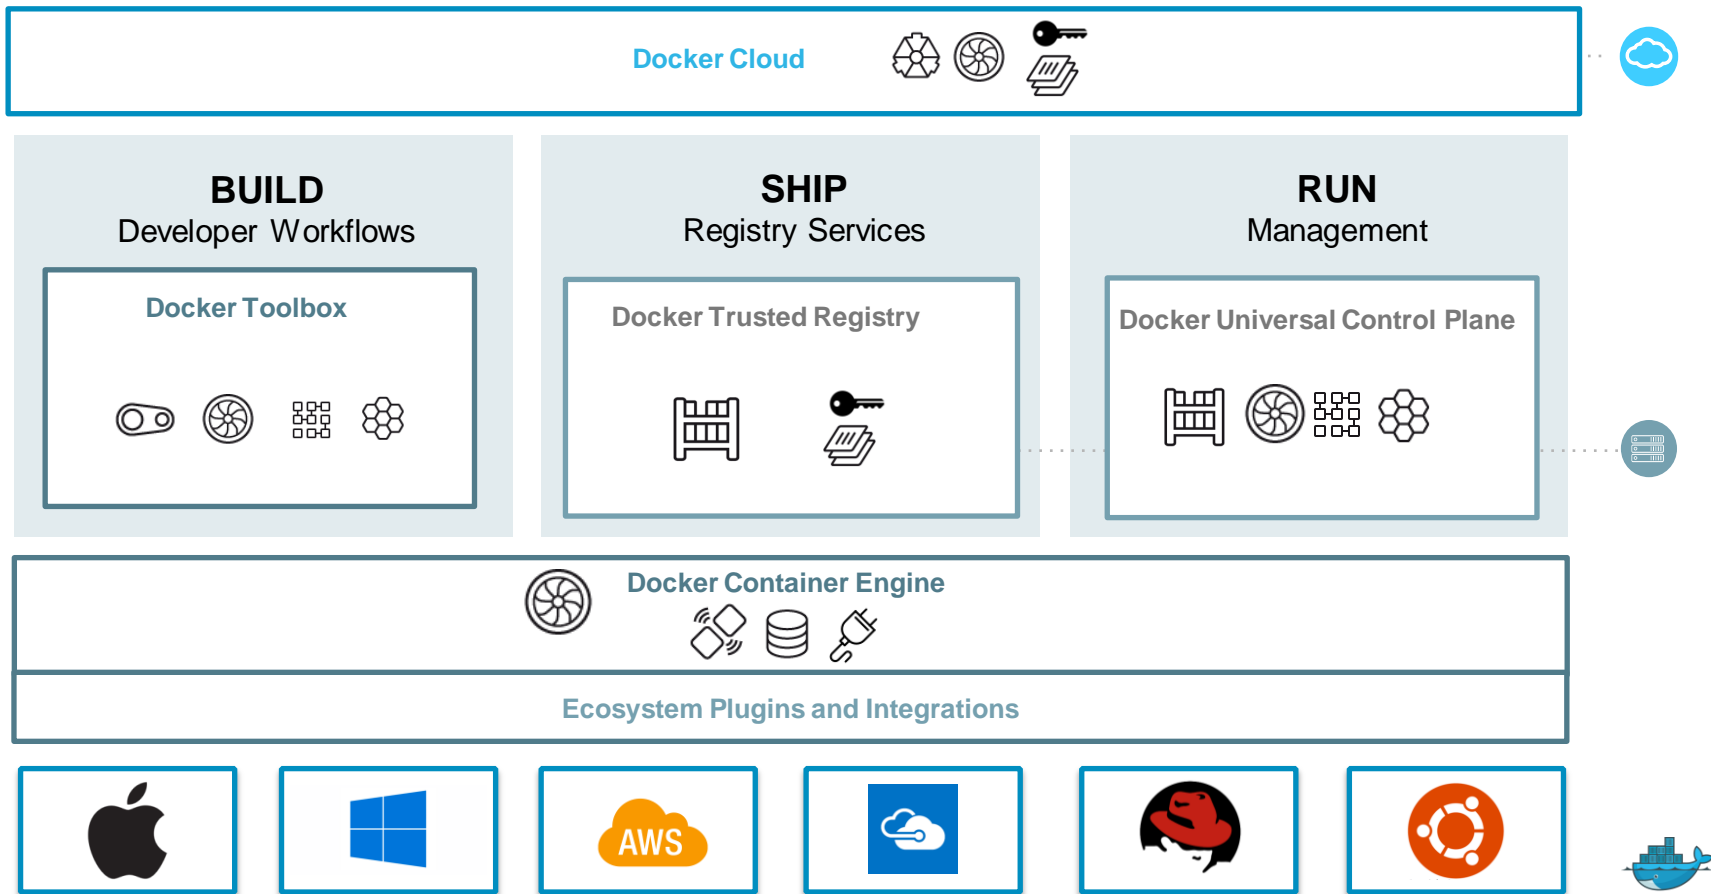 Docker Cloud
BUILD
Developer Workflows
Docker Toolbox
SHIP
Registry Services
Docker Trusted Registry
RUN
Management
Docker Universal Control Plane
Docker Container Engine
Ecosystem Plugins and Integrations
AWS